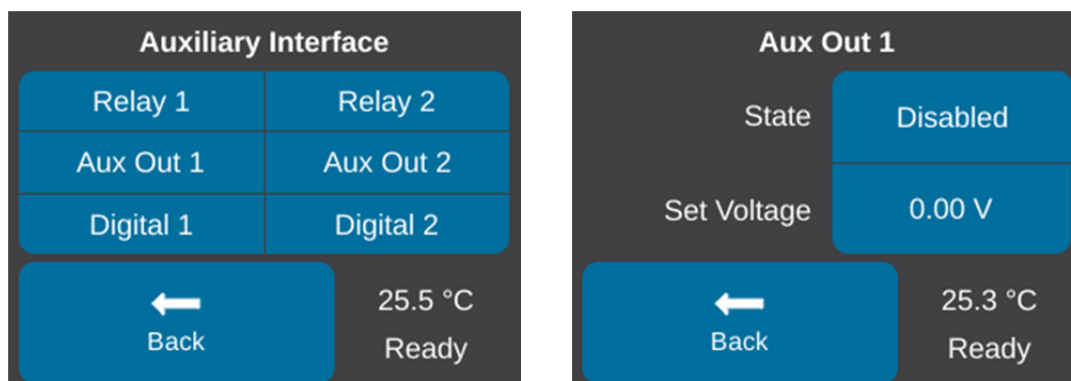 Auxiliary Interface
Relay 1
Relay 2
Aux Out 1
Aux Out 2
Digital 1
Digital 2
Back
25.5 °C
Ready
Aux Out 1
State
Disabled
Set Voltage
0.00 V
Back
25.3 °C
Ready